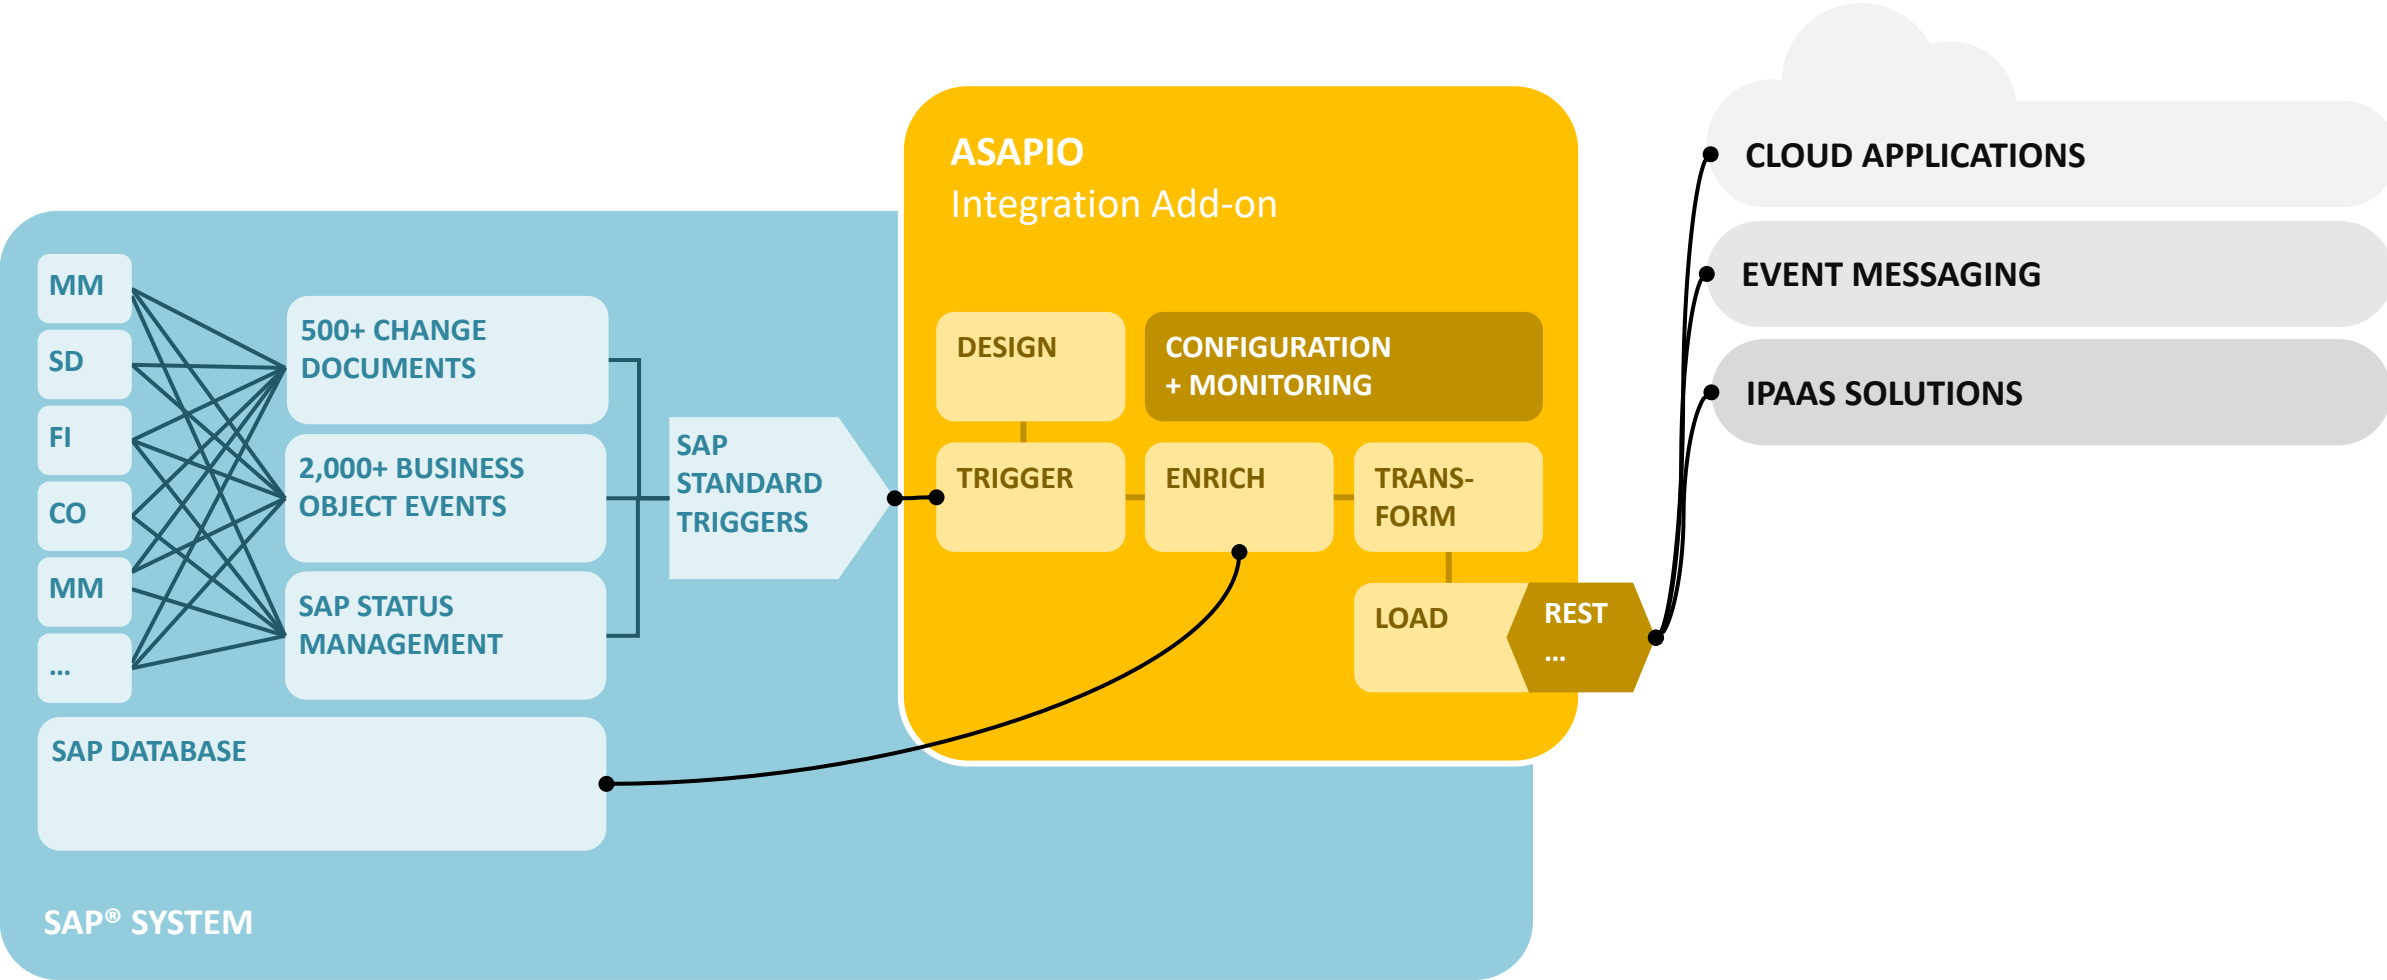 ASAPIO
Integration Add-on
MM
SD
FI
CO
MM
...
500+ CHANGE
DOCUMENTS
2,000+ BUSINESS
OBJECT EVENTS
SAP STATUS
MANAGEMENT
SAP
STANDARD
TRIGGERS
SAP DATABASE
SAP® SYSTEM
DESIGN
CONFIGURATION
+ MONITORING
TRIGGER
ENRICH
TRANS-
FORM
LOAD
REST
...
CLOUD APPLICATIONS
EVENT MESSAGING
IPAAS SOLUTIONS